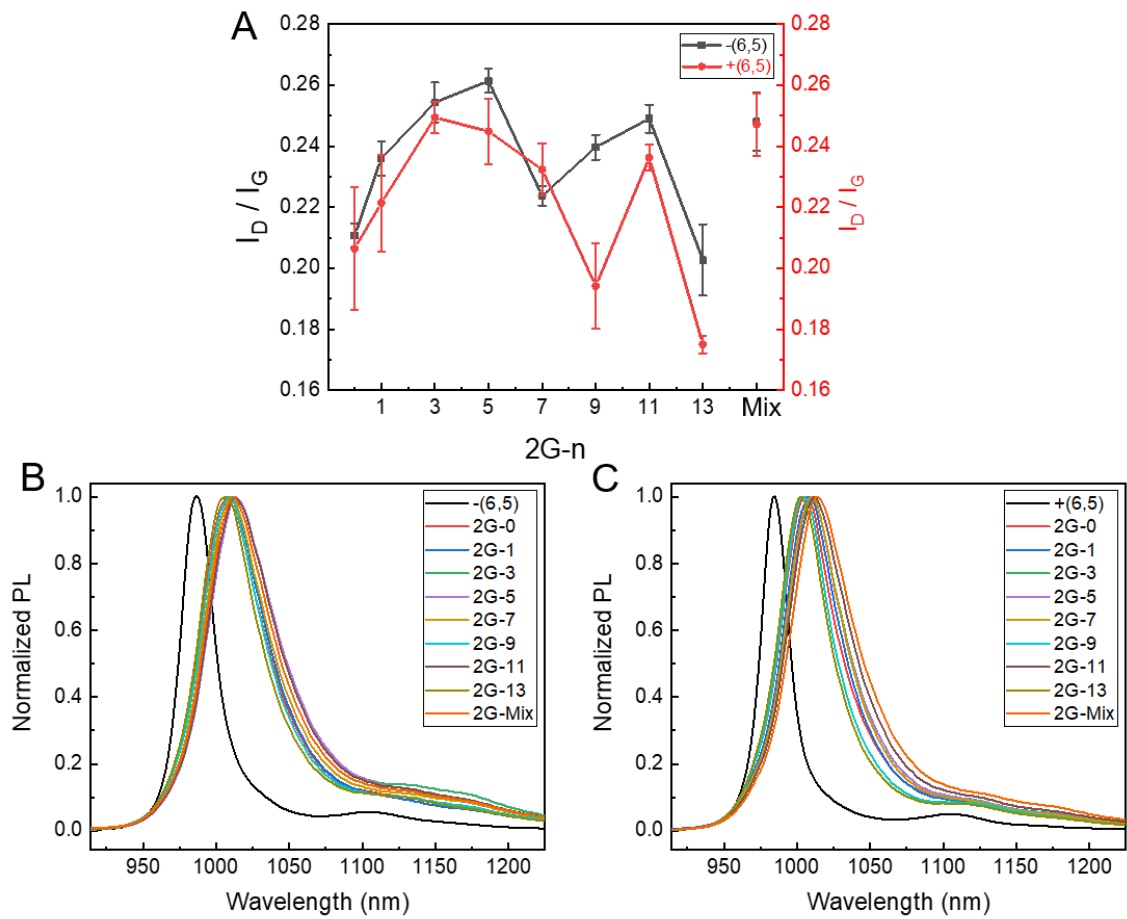 A
0.28
0.26
0.24
0.22
0.20
0.18
0.16
I_D / I_G
-(6,5)
+(6,5)
0.28
0.26
0.24
0.22
0.20
0.18
0.16
I_D / I_G
1 3 5 7 9 11 13 Mix
2G-n
B
1.0
0.8
0.6
0.4
0.2
0.0
Normalized PL
-(6,5)
2G-0
2G-1
2G-3
2G-5
2G-7
2G-9
2G-11
2G-13
2G-Mix
950 1000 1050 1100 1150 1200
Wavelength (nm)
C
1.0
0.8
0.6
0.4
0.2
0.0
Normalized PL
+(6,5)
2G-0
2G-1
2G-3
2G-5
2G-7
2G-9
2G-11
2G-13
2G-Mix
950 1000 1050 1100 1150 1200
Wavelength (nm)